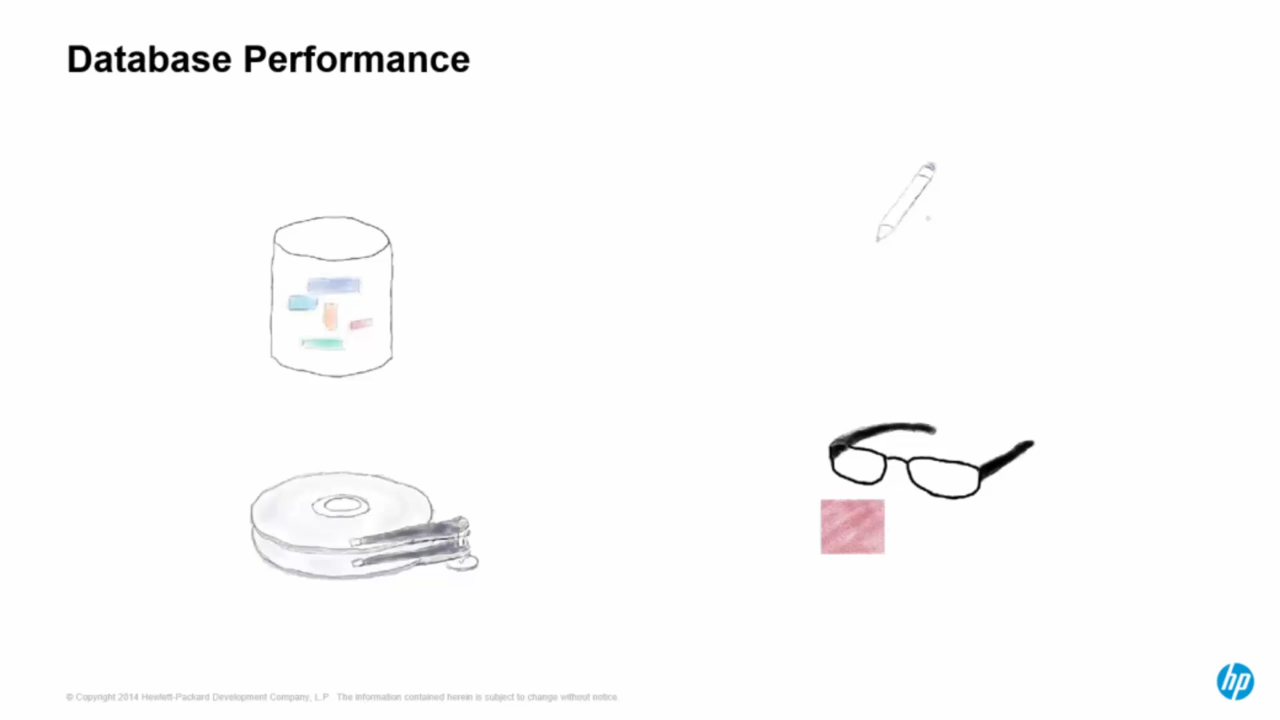 Database Performance
© Copyright 2014 Hewlett-Packard Development Company, L.P. The information contained herein is subject to change without notice.
hp